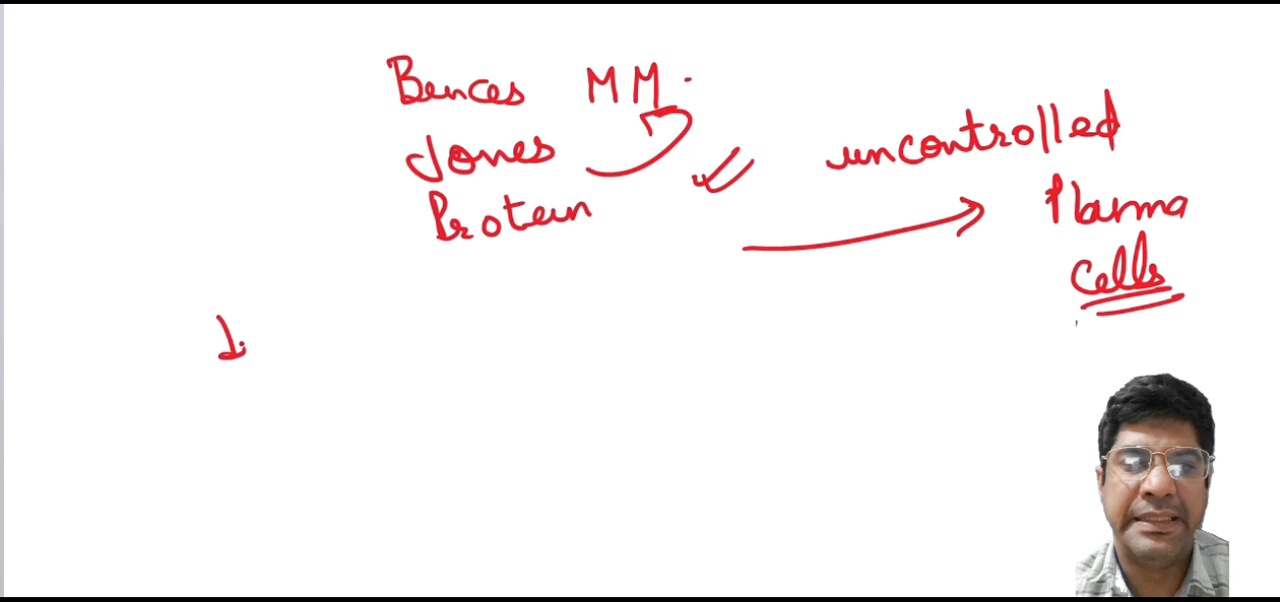 Bences MM.
Jones
Protein
uncontrolled
Plasma
Cells